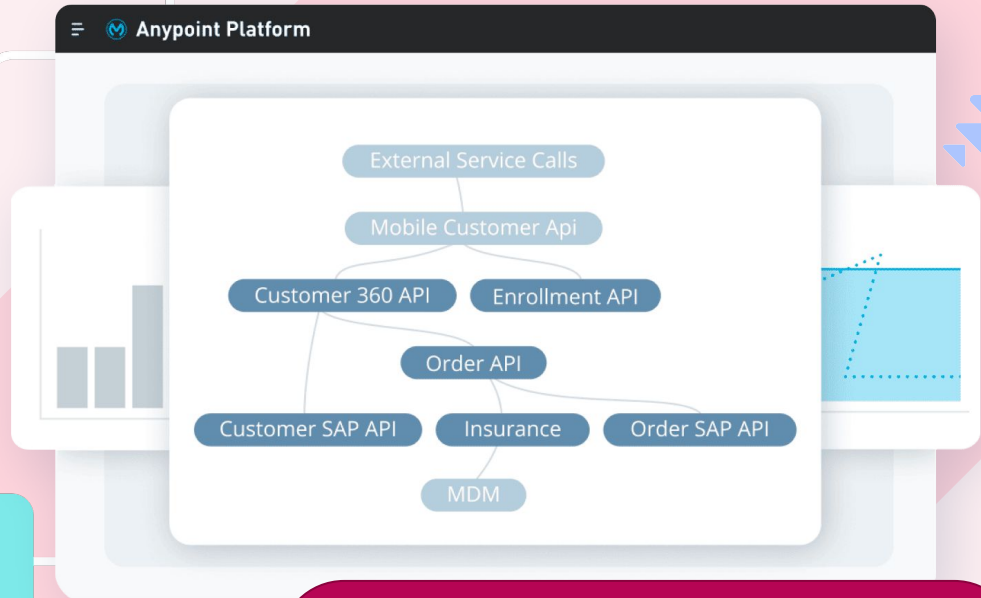 Anypoint Platform
External Service Calls
Mobile Customer Api
Customer 360 API
Enrollment API
Order API
Customer SAP API
Insurance
Order SAP API
MDM